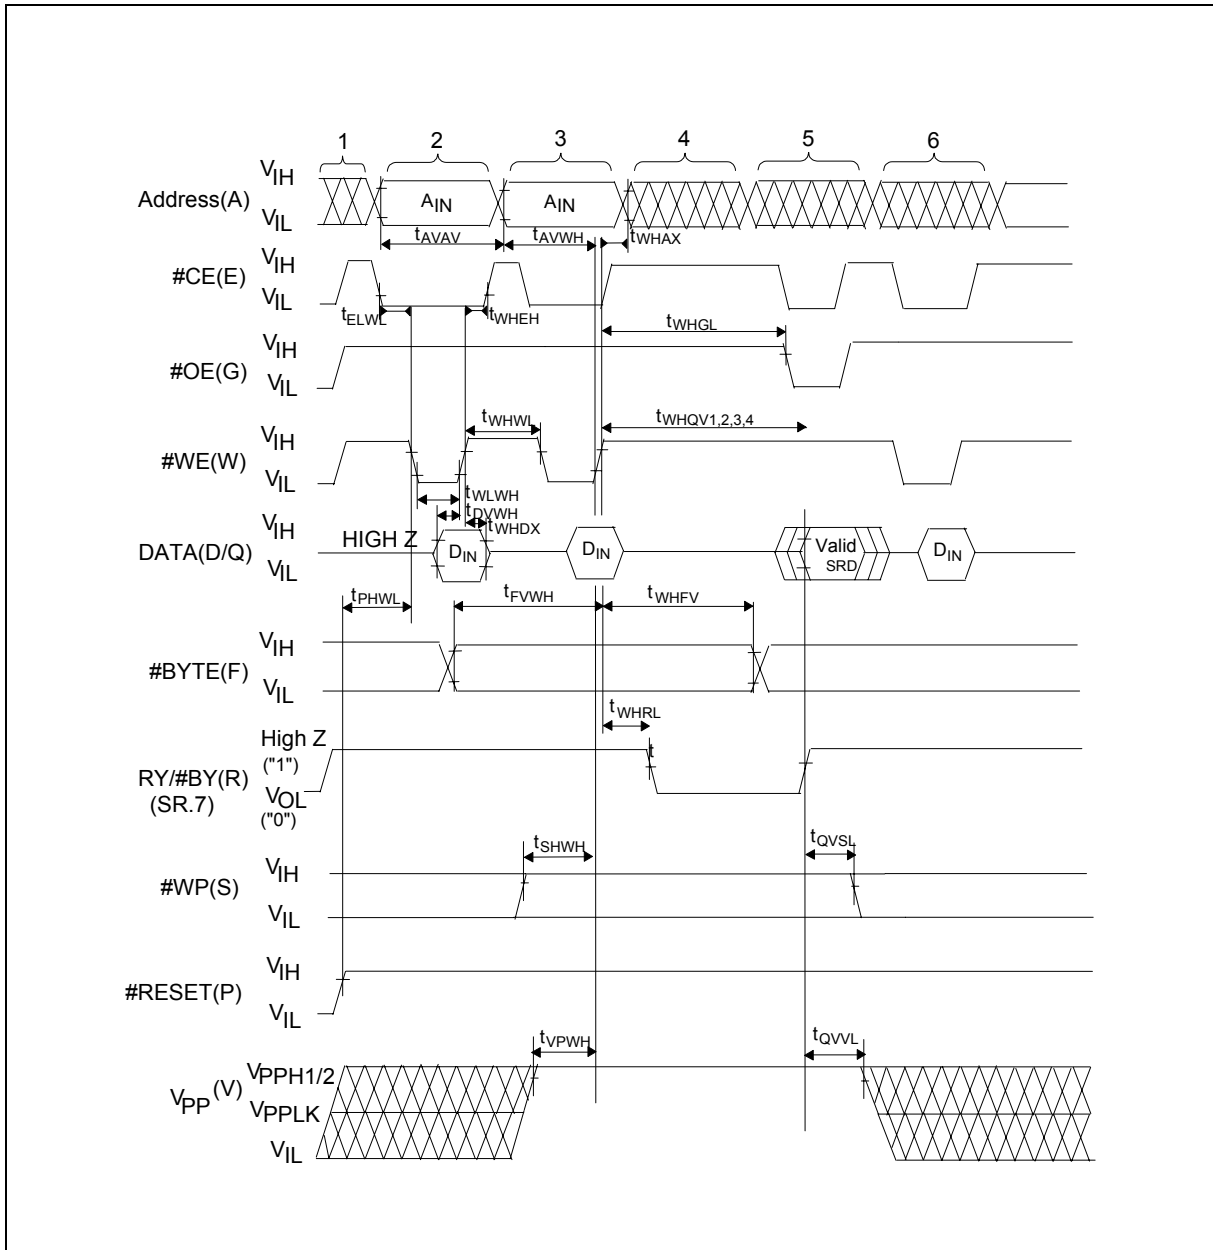 1 2 3 4 5 6
Address(A) VIH VIL AIN AIN
tAVAV tAVWH tWHAX
#CE(E) VIH VIL
tELWL tWHEH
tWHGL
#OE(G) VIH VIL
tWHWL tWHQV1,2,3,4
#WE(W) VIH VIL
tWLWH
tDVWH
tWHDX
DATA(D/Q) VIH VIL HIGH Z DIN DIN Valid SRD DIN
tPHWL tFVWH tWHFV
#BYTE(F) VIH VIL
tWHRL
RY/#BY(R)
(SR.7)
High Z
("1")
VOL
("0")
t
tSHWH tQVSL
#WP(S) VIH VIL
#RESET(P) VIH VIL
tVPWH tQVVL
VPP(V) VPPH1/2
VPPLK
VIL